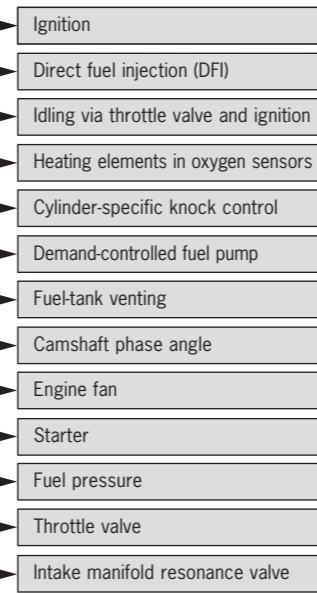 Ignition
Direct fuel injection (DFI)
Idling via throttle valve and ignition
Heating elements in oxygen sensors
Cylinder-specific knock control
Demand-controlled fuel pump
Fuel-tank venting
Camshaft phase angle
Engine fan
Starter
Fuel pressure
Throttle valve
Intake manifold resonance valve